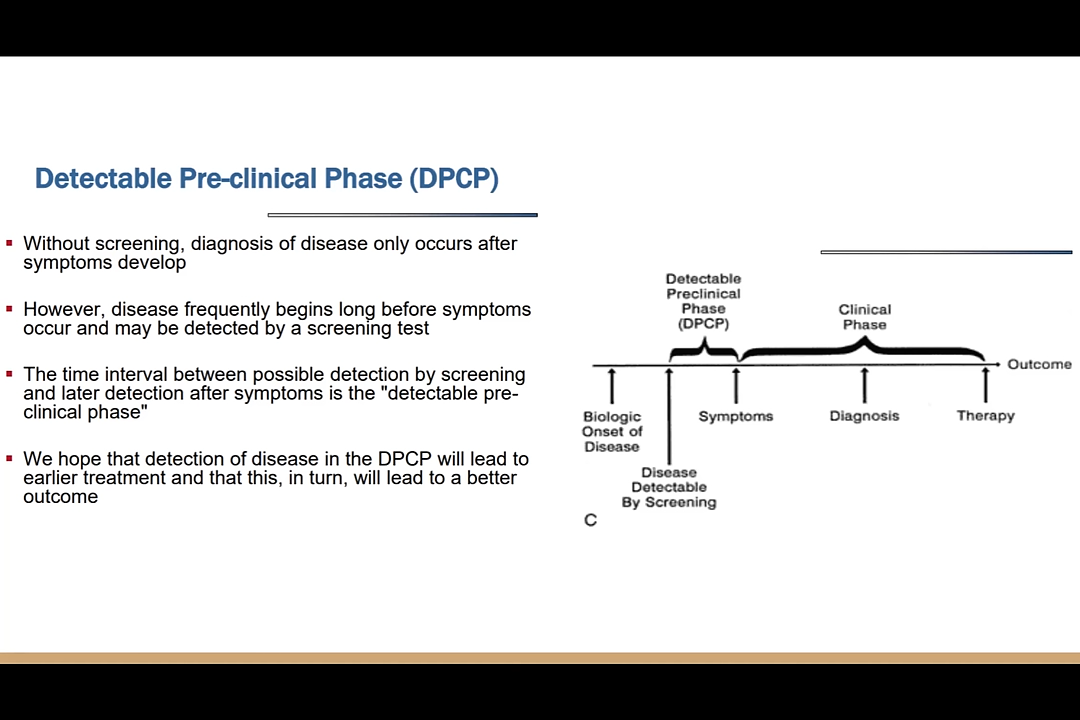 Detectable Pre-clinical Phase (DPCP)
Without screening, diagnosis of disease only occurs after
symptoms develop
However, disease frequently begins long before symptoms
occur and may be detected by a screening test
The time interval between possible detection by screening
and later detection after symptoms is the "detectable pre-
clinical phase"
We hope that detection of disease in the DPCP will lead to
earlier treatment and that this, in turn, will lead to a better
outcome
Detectable
Preclinical
Phase
(DPCP)
Clinical
Phase
Outcome
Biologic
Onset of
Disease
Symptoms
Diagnosis
Therapy
Disease
Detectable
By Screening
C